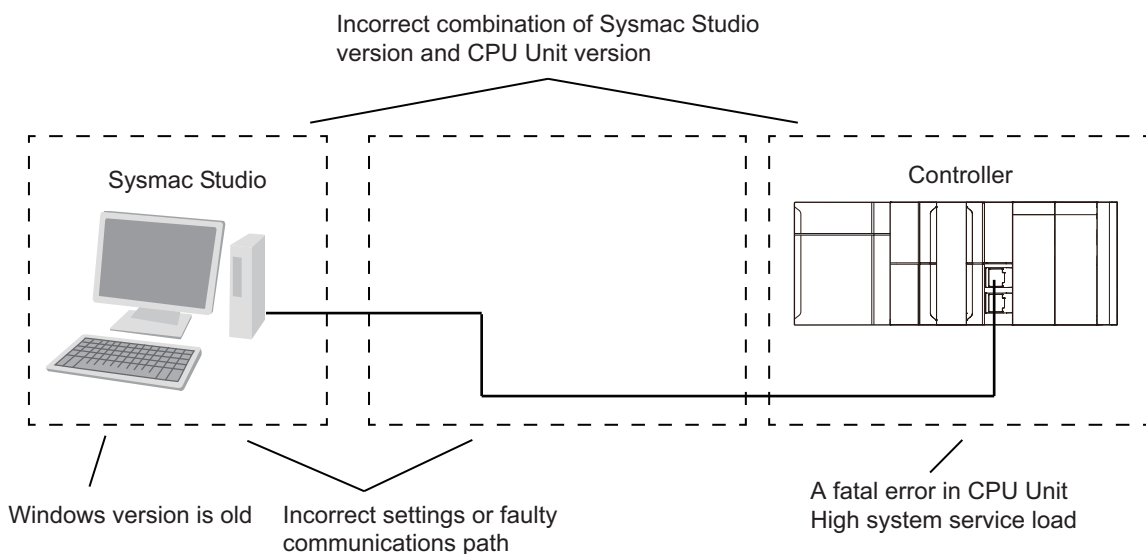 Incorrect combination of Sysmac Studio
version and CPU Unit version
Sysmac Studio
Controller
Windows version is old
Incorrect settings or faulty
communications path
A fatal error in CPU Unit
High system service load